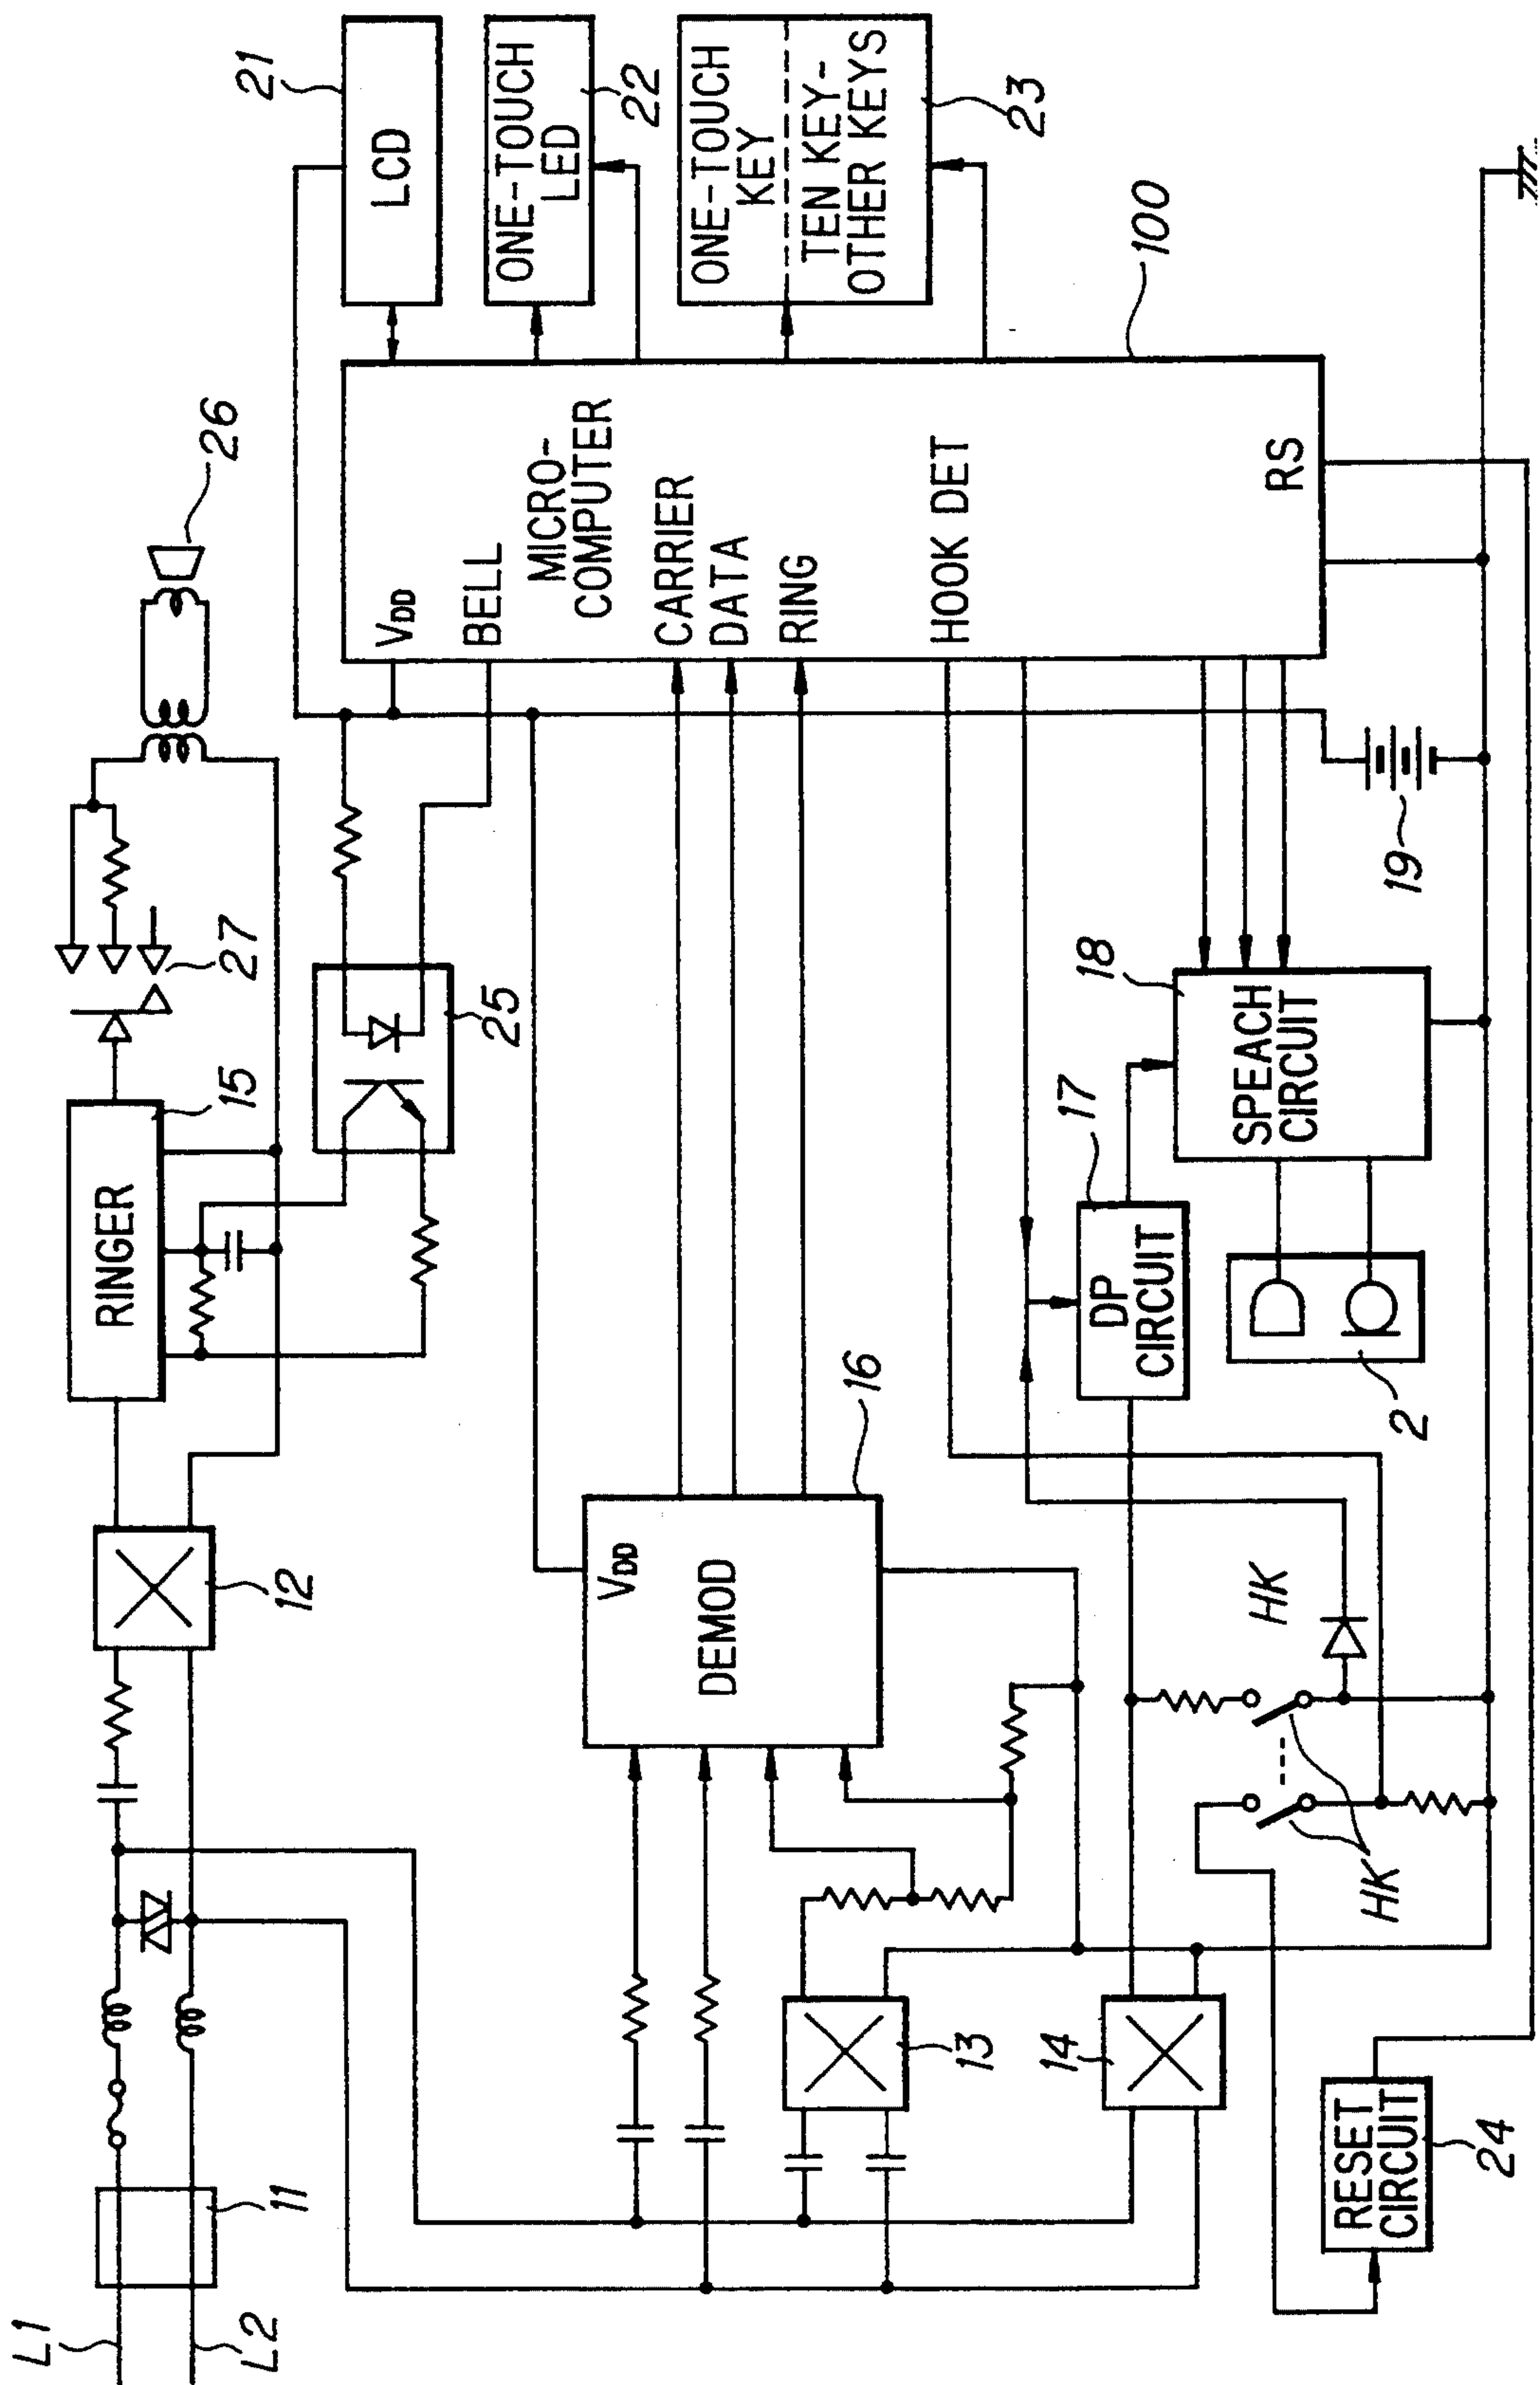 L1
L2
11
12
RINGER
15
27
26
25
21
LCD
ONE-TOUCH
LED
22
ONE-TOUCH
KEY
TEN KEY-
OTHER KEYS
23
100
VDD
BELL
MICRO-
COMPUTER
CARRIER
DATA
RING
HOOK DET
RS
VDD
DEMOD
16
13
14
DP
CIRCUIT
17
SPEACH
CIRCUIT
18
19
2
HK
HK
RESET
CIRCUIT
24